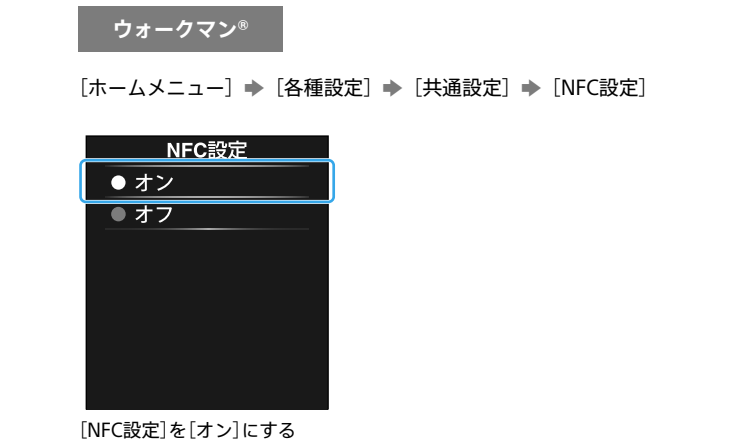 ウォークマン®
[ホームメニュー] ➡ [各種設定] ➡ [共通設定] ➡ [NFC設定]
NFC設定
オン
オフ
[NFC設定]を[オン]にする